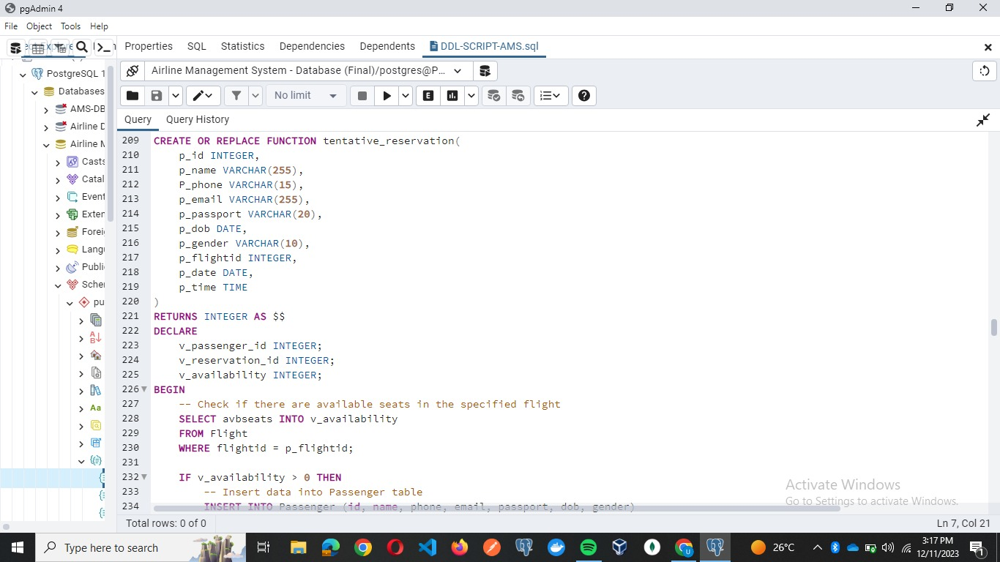 pgAdmin 4
File Object Tools Help
Properties SQL Statistics Dependencies Dependents DDL-SCRIPT-AMS.sql
PostgreSQL 1
Databases
AMS-DB
Airline D
Airline M
Casts
Catal
Event
Exter
Forei
Langu
Publi
Scher
pu
Aa
Airline Management System - Database (Final)/postgres@P...
No limit
E
Query Query History
209 CREATE OR REPLACE FUNCTION tentative_reservation(
210 p_id INTEGER,
211 p_name VARCHAR(255),
212 P_phone VARCHAR(15),
213 p_email VARCHAR(255),
214 p_passport VARCHAR(20),
215 p_dob DATE,
216 p_gender VARCHAR(10),
217 p_flightid INTEGER,
218 p_date DATE,
219 p_time TIME
220 )
221 RETURNS INTEGER AS $$
222 DECLARE
223 v_passenger_id INTEGER;
224 v_reservation_id INTEGER;
225 v_availability INTEGER;
226 BEGIN
227 -- Check if there are available seats in the specified flight
228 SELECT avbseats INTO v_availability
229 FROM Flight
230 WHERE flightid = p_flightid;
231
232 IF v_availability > 0 THEN
233 -- Insert data into Passenger table
234 INSERT INTO Passenger (id, name, phone, email, passport, dob, gender)
Activate Windows
Go to Settings to activate Windows.
Total rows: 0 of 0
Ln 7, Col 21
Type here to search
26°C
3:17 PM
12/11/2023
1